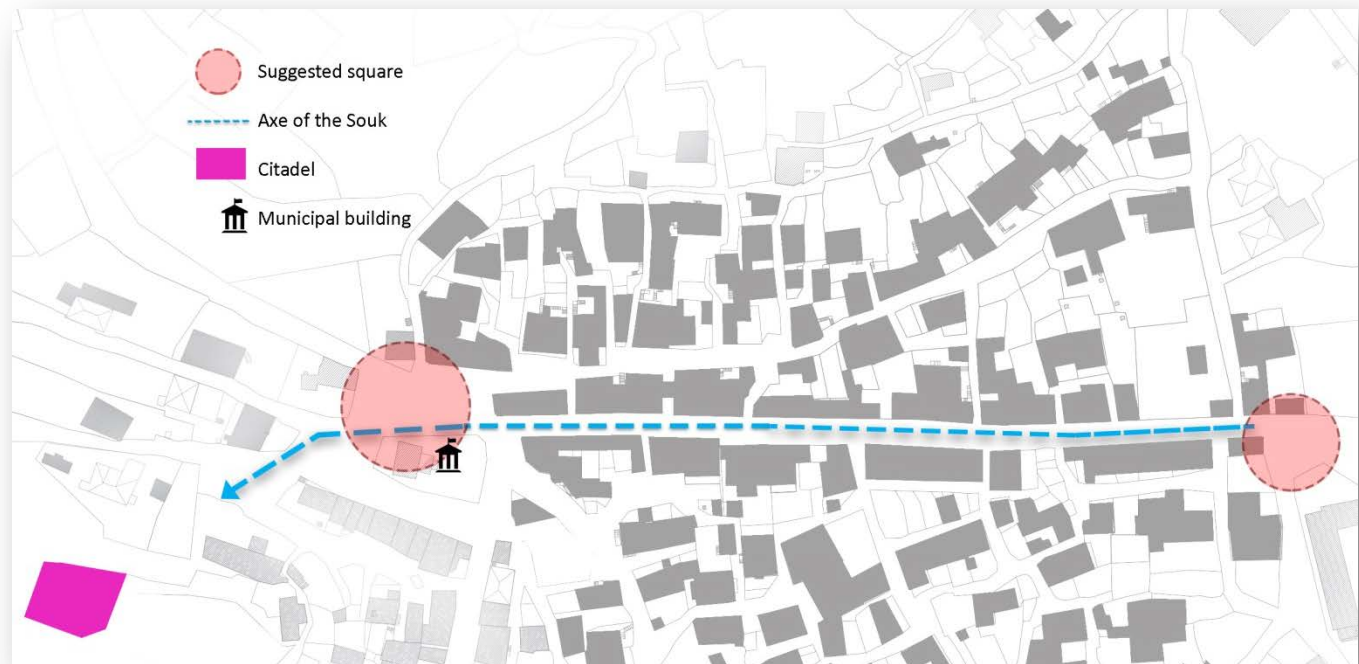 Suggested square
Axe of the Souk
Citadel
Municipal building